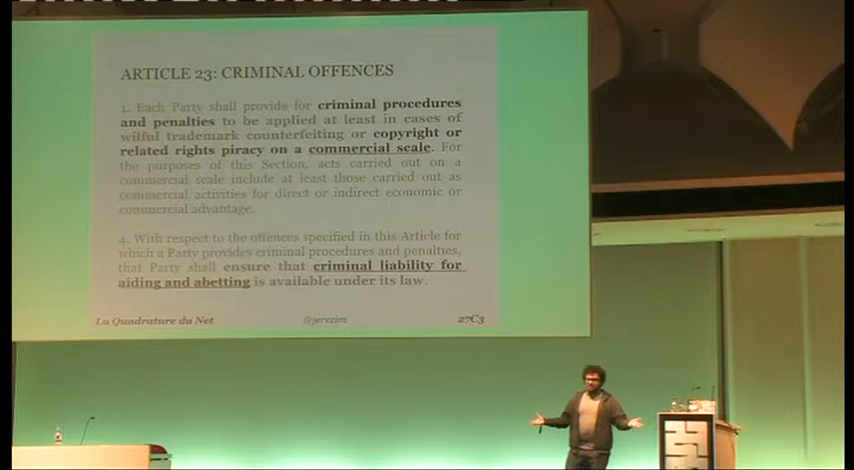 ARTICLE 23: CRIMINAL OFFENCES
1. Each Party shall provide for criminal procedures
and penalties to be applied at least in cases of
wilful trademark counterfeiting or copyright or
related rights piracy on a commercial scale. For
the purposes of this Section, acts carried out on a
commercial scale include at least those carried out as
commercial activities for direct or indirect economic or
commercial advantage.
4. With respect to the offences specified in this Article for
which a Party provides criminal procedures and penalties,
that Party shall ensure that criminal liability for
aiding and abetting is available under its law.
La Quadrature du Net @jerezim 27C3